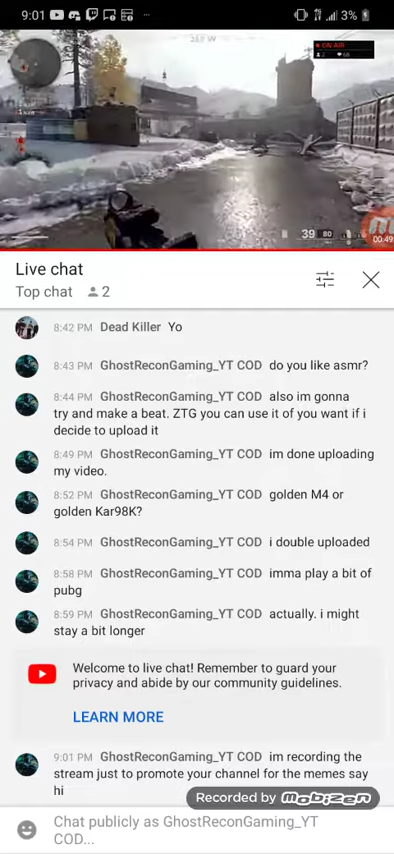 9:01
3%
ON AIR
39 80
00:49
Live chat
Top chat 2
8:42 PM Dead Killer Yo
8:43 PM GhostReconGaming_YT COD do you like asmr?
8:44 PM GhostReconGaming_YT COD also im gonna
try and make a beat. ZTG you can use it of you want if i
decide to upload it
8:49 PM GhostReconGaming_YT COD im done uploading
my video.
8:52 PM GhostReconGaming_YT COD golden M4 or
golden Kar98K?
8:54 PM GhostReconGaming_YT COD i double uploaded
8:58 PM GhostReconGaming_YT COD imma play a bit of
pubg
8:59 PM GhostReconGaming_YT COD actually. i might
stay a bit longer
Welcome to live chat! Remember to guard your
privacy and abide by our community guidelines.
LEARN MORE
9:01 PM GhostReconGaming_YT COD im recording the
stream just to promote your channel for the memes say
hi
Recorded by Mobizen
Chat publicly as GhostReconGaming_YT
COD...